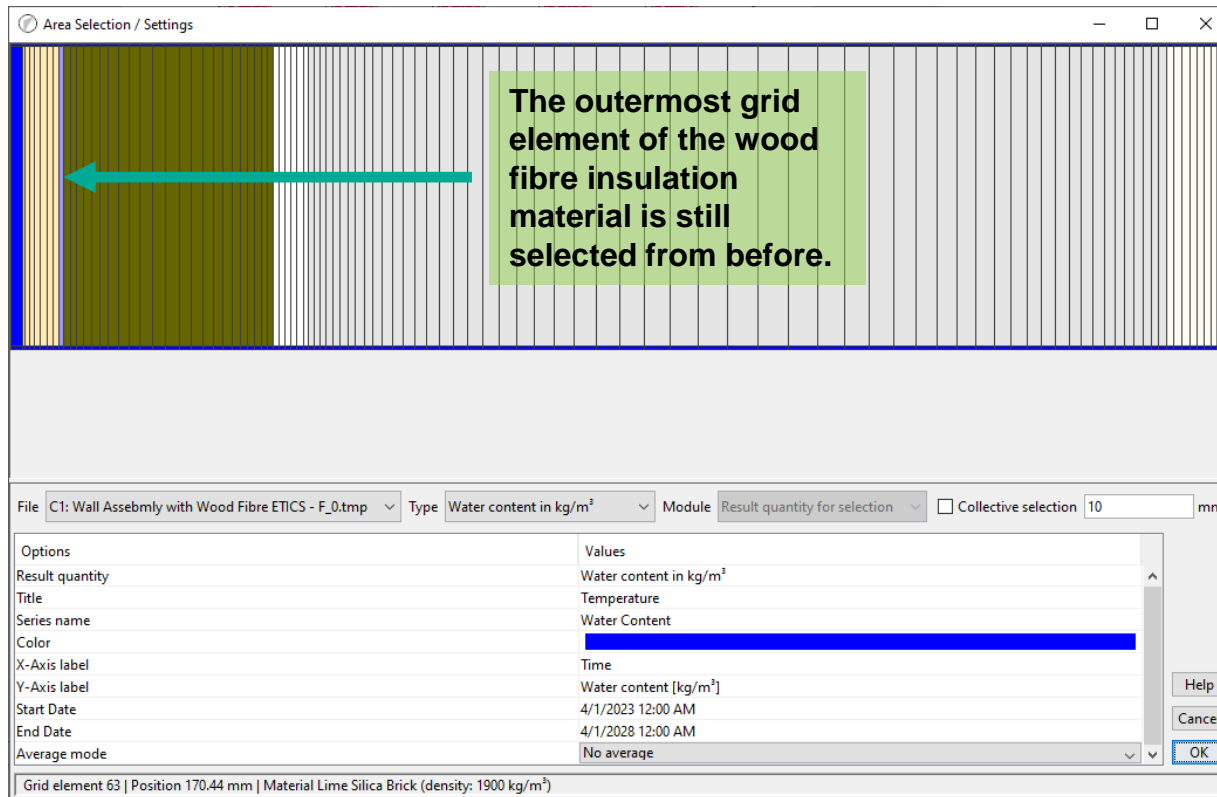 Area Selection / Settings
The outermost grid
element of the wood
fibre insulation
material is still
selected from before.
File C1: Wall Assebmly with Wood Fibre ETICS - F_0.tmp Type Water content in kg/m³ Module Result quantity for selection Collective selection 10 mm
Options Values
Result quantity Water content in kg/m³
Title Temperature
Series name Water Content
Color
X-Axis label Time
Y-Axis label Water content [kg/m³]
Start Date 4/1/2023 12:00 AM
End Date 4/1/2028 12:00 AM
Average mode No average
Help
Cance
OK
Grid element 63 | Position 170.44 mm | Material Lime Silica Brick (density: 1900 kg/m³)